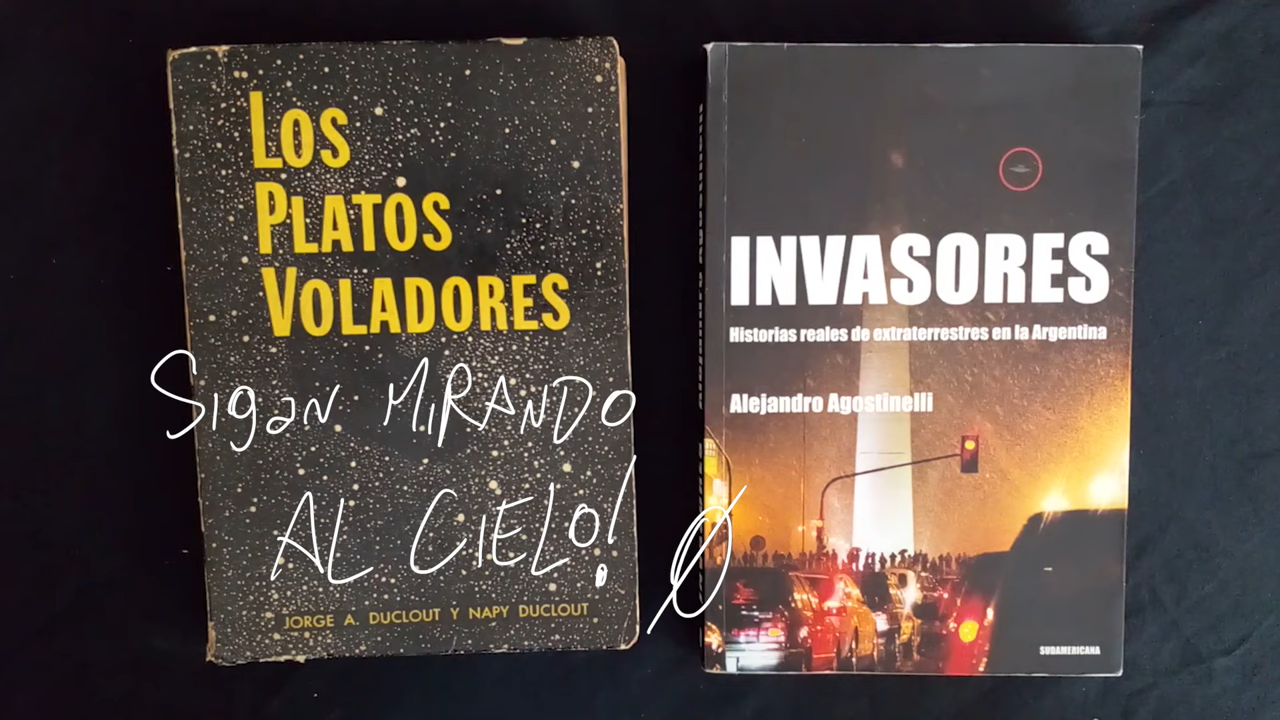 LOS
PLATOS
VOLADORES
SigaN MiRANDO
AL CIELO!
JORGE A. DUCLOUT Y NAPY DUCLOUT
Ø
INVASORES
Historias reales de extraterrestres en la Argentina
Alejandro Agostinelli
SUDAMERICANA